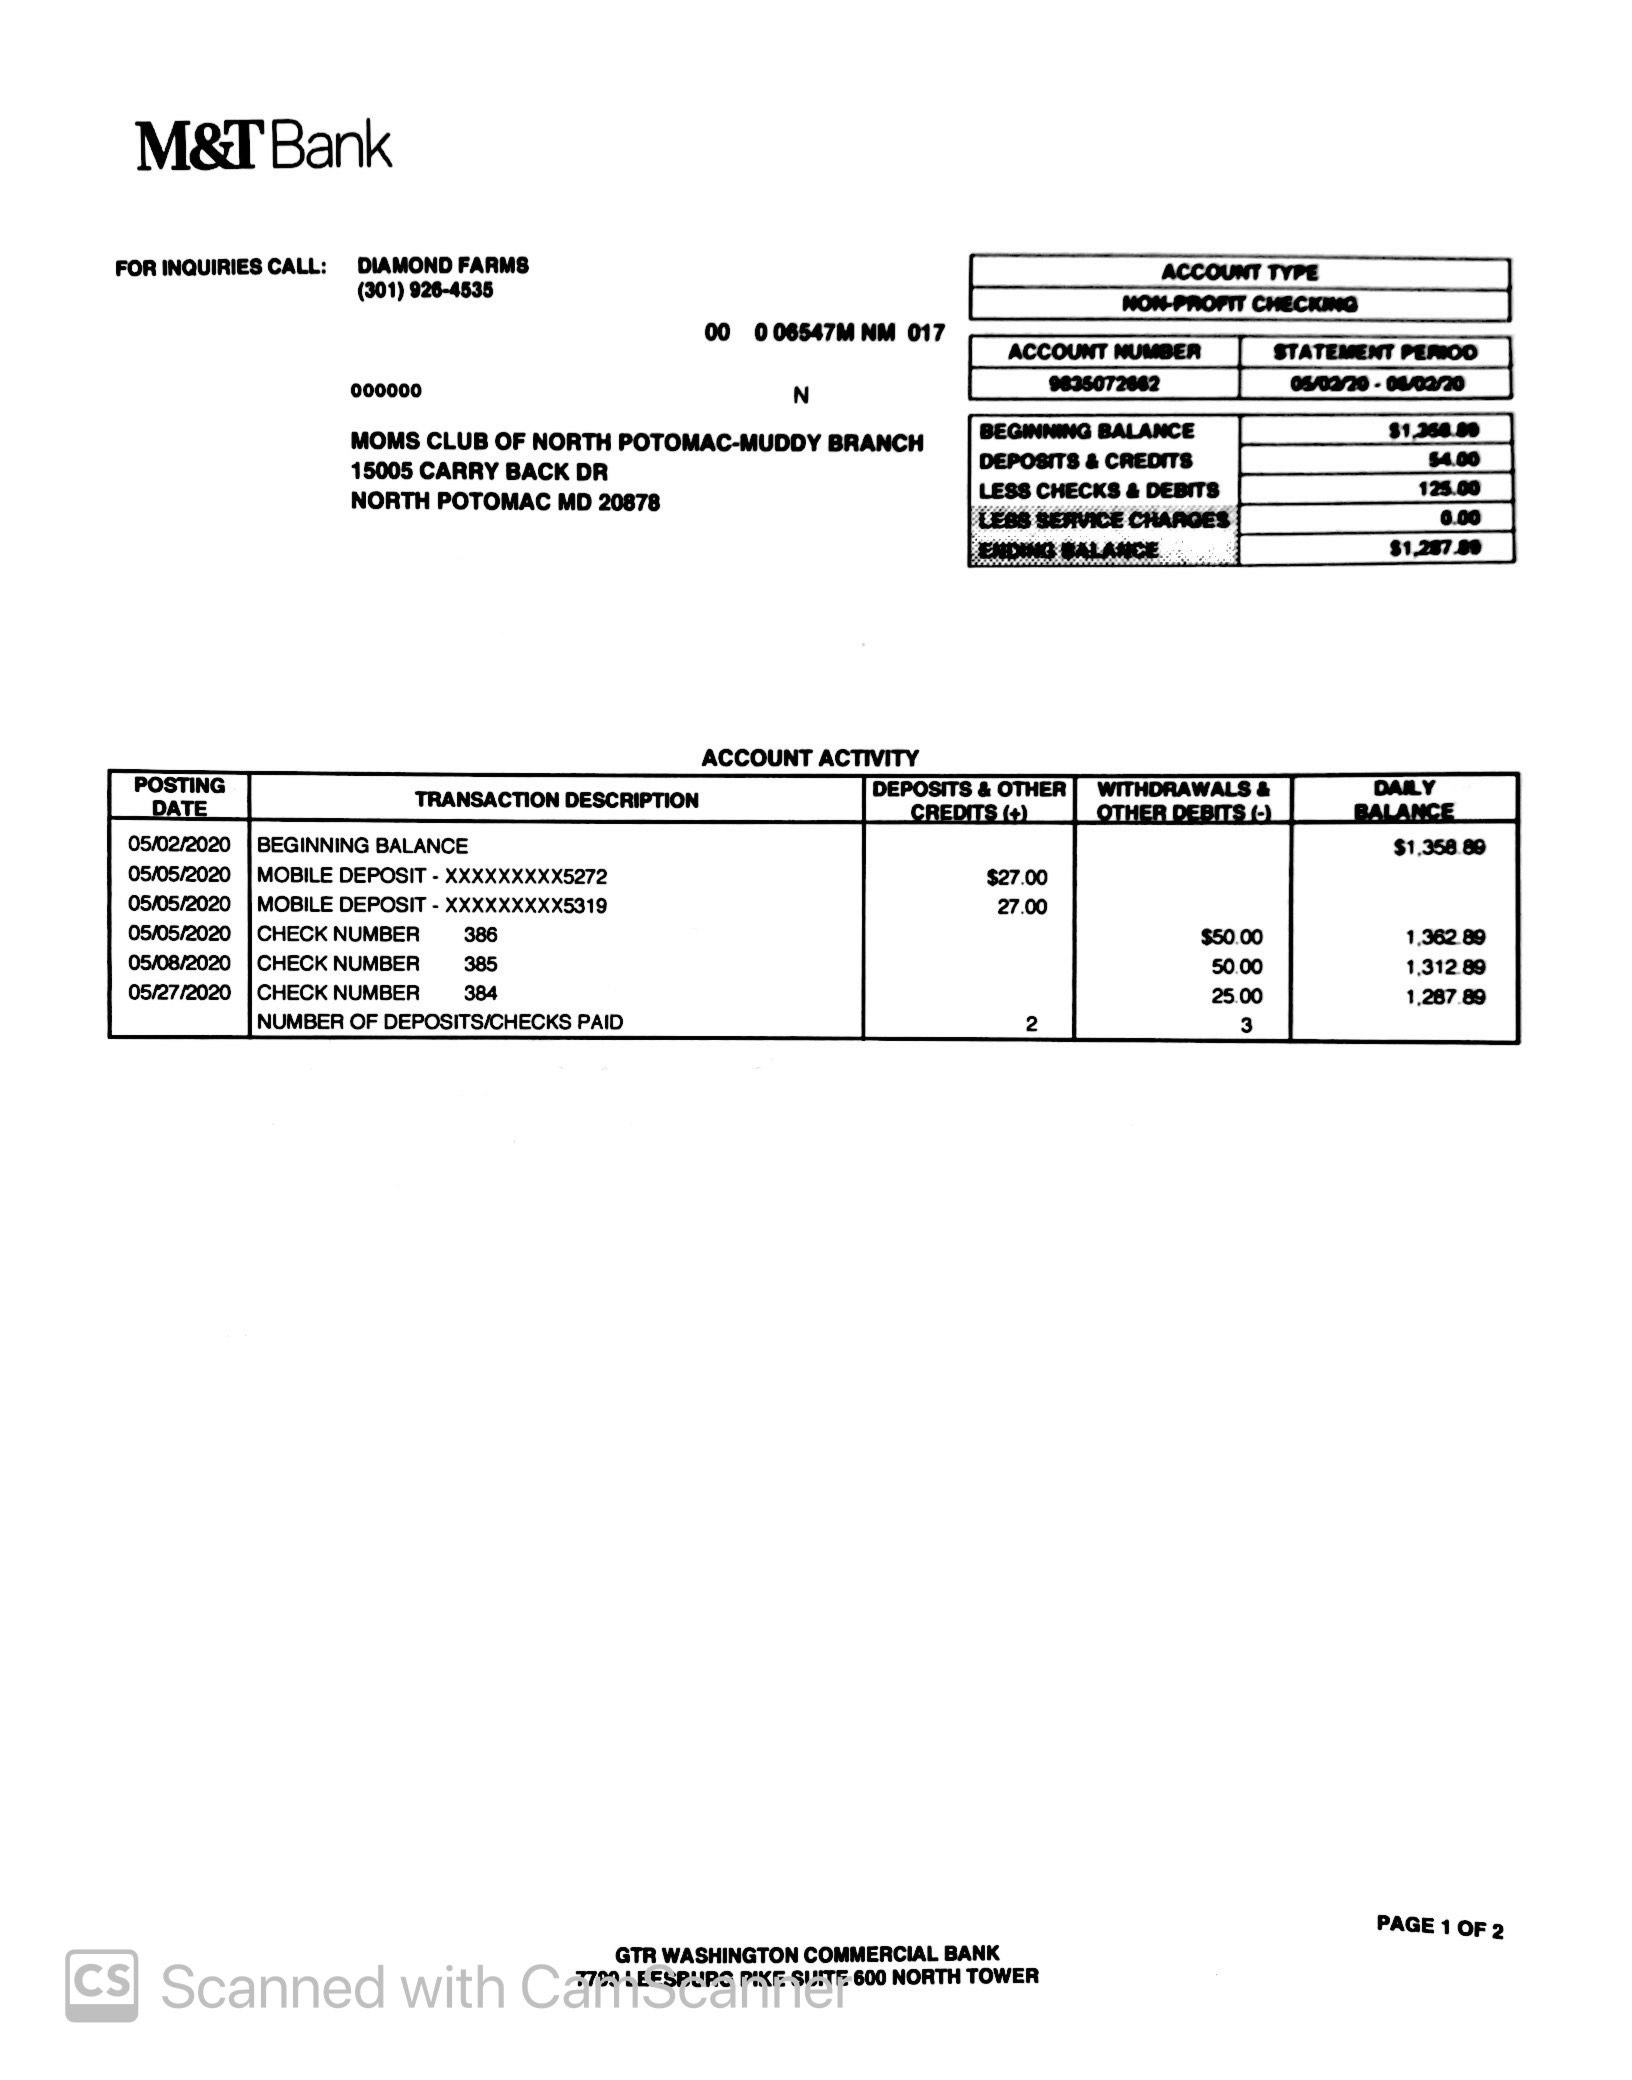 M&T Bank
FOR INQUIRIES CALL: DIAMOND FARMS
(301) 926-4535
00 0 06547M NM 017
000000 N
MOMS CLUB OF NORTH POTOMAC-MUDDY BRANCH
15005 CARRY BACK DR
NORTH POTOMAC MD 20878
ACCOUNT TYPE
NON-PROFIT CHECKING
ACCOUNT NUMBER STATEMENT PERIOD
05/02/20 - 06/02/20
BEGINNING BALANCE
DEPOSITS & CREDITS 54.00
LESS CHECKS & DEBITS 125.00
LESS SERVICE CHARGES 0.00
ENDING BALANCE $1,287.89
ACCOUNT ACTIVITY
POSTING DATE TRANSACTION DESCRIPTION DEPOSITS & OTHER CREDITS (+) WITHDRAWALS & OTHER DEBITS (-) DAILY BALANCE
05/02/2020 BEGINNING BALANCE $1,358.89
05/05/2020 MOBILE DEPOSIT - XXXXXXXXX5272 $27.00
05/05/2020 MOBILE DEPOSIT - XXXXXXXXX5319 27.00
05/05/2020 CHECK NUMBER 386 $50.00 1,362.89
05/08/2020 CHECK NUMBER 385 50.00 1,312.89
05/27/2020 CHECK NUMBER 384 25.00 1,287.89
NUMBER OF DEPOSITS/CHECKS PAID 2 3
PAGE 1 OF 2
GTR WASHINGTON COMMERCIAL BANK
LEESBURG PIKE SUITE 600 NORTH TOWER
CS Scanned with CamScanner